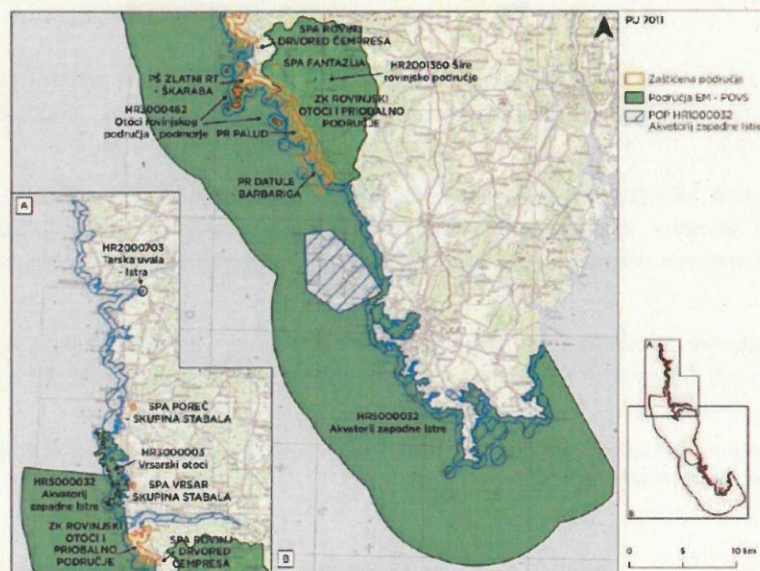 SPA ROVINJ
DRVORED ČEMPRESA
SPA FANTAZIJA
HR2001360 Šire
rovinjsko područje
PŠ ZLATNI RT
- ŠKARABA
HR3000462
Otoci rovinjskog
područja - podmorje
ZK ROVINJSKI
OTOCI I PRIOBALNO
PODRUČJE
PR PALUD
PR DATULE
BARBARIGA
HR5000032
Akvatorij zapadne Istre
A
HR2000703
Tarska uvala
- Istra
SPA POREČ
- SKUPINA STABALA
HR3000003
Vrsarski otoci
HR5000032
Akvatorij
zapadne Istre
SPA VRSAR
- SKUPINA STABALA
ZK ROVINJSKI
OTOCI I
PRIOBALNO
PODRUČJE
SPA ROVINJ
DRVORED
ČEMPRESA
B
PU 7011
Zaštićena područja
Područja EM - POVS
POP HR1000032
Akvatorij zapadne Istre
A
B
0 5 10 km